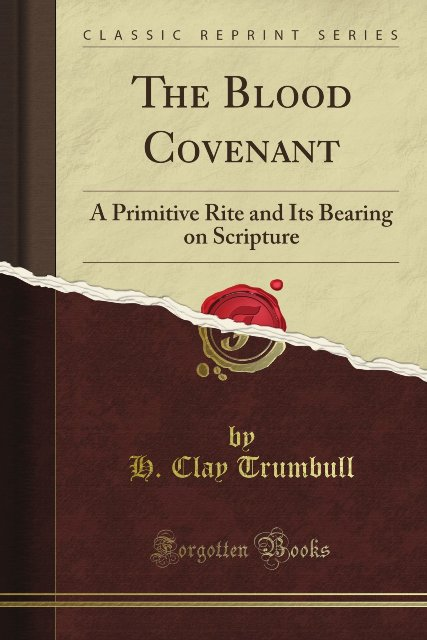 CLASSIC REPRINT SERIES
THE BLOOD
COVENANT
A Primitive Rite and Its Bearing
on Scripture
F
by
H. Clay Trumbull
Forgotten Books